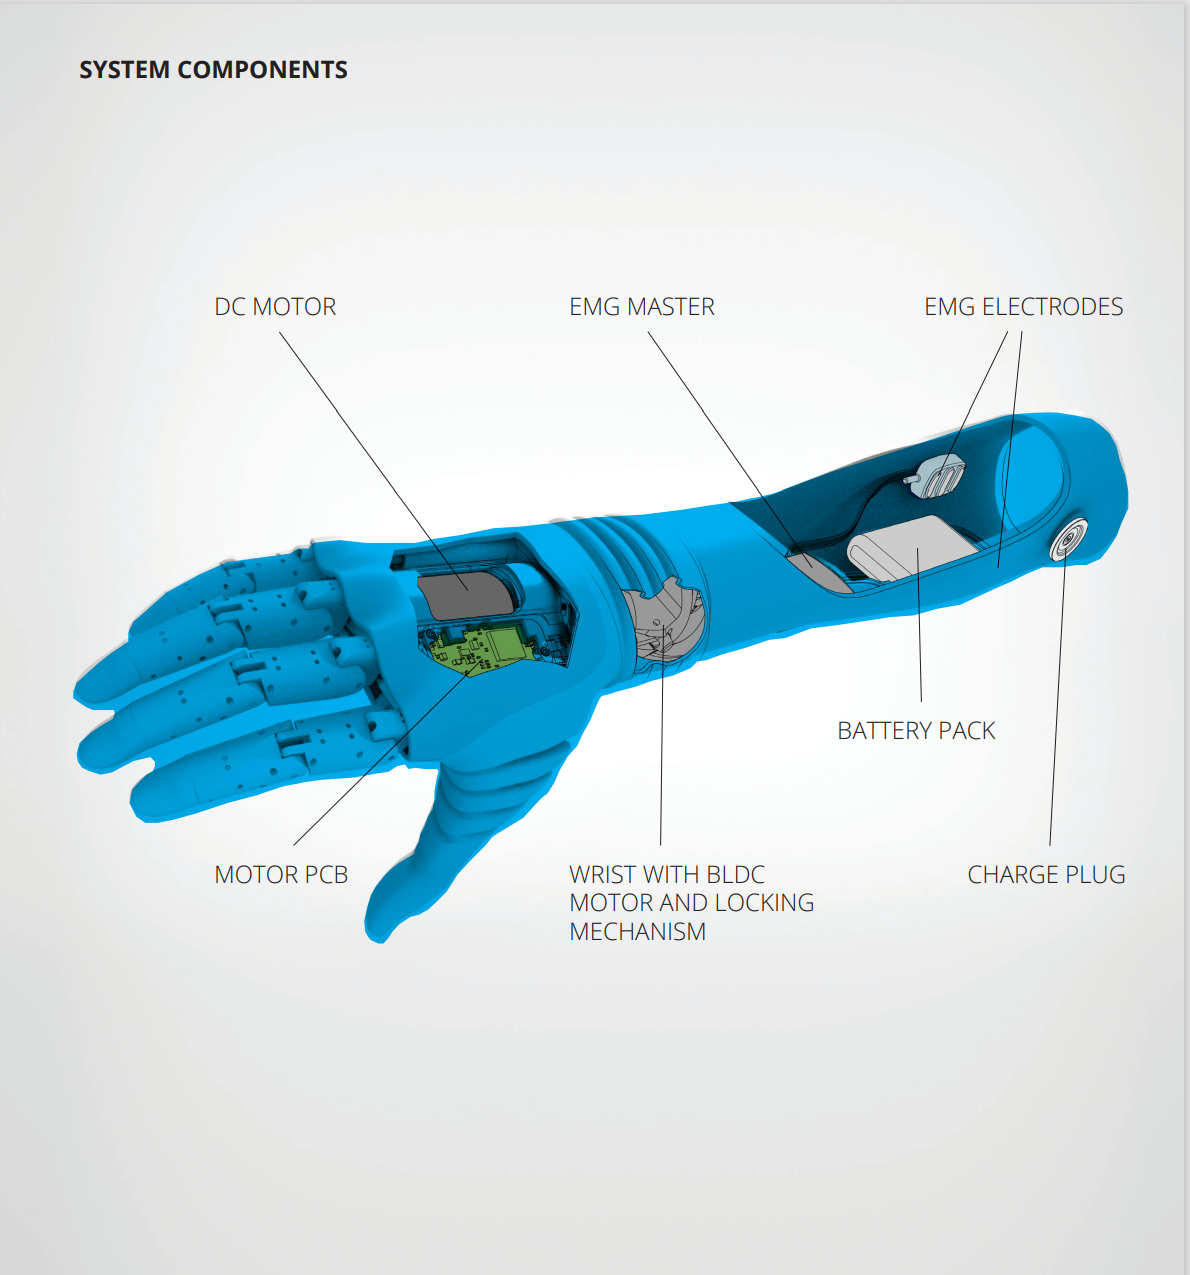 SYSTEM COMPONENTS
DC MOTOR
EMG MASTER
EMG ELECTRODES
BATTERY PACK
MOTOR PCB
WRIST WITH BLDC
MOTOR AND LOCKING
MECHANISM
CHARGE PLUG